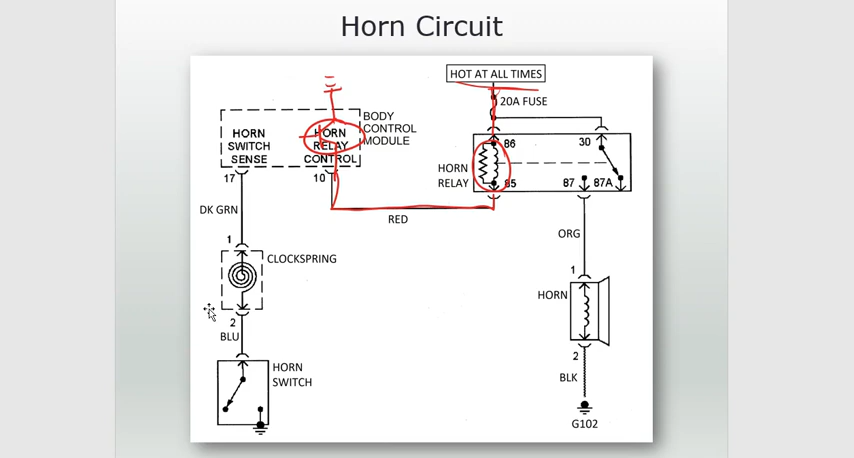 Horn Circuit
HOT AT ALL TIMES
20A FUSE
BODY
CONTROL
MODULE
HORN
SWITCH
SENSE
HORN
RELAY
CONTROL
17
10
86
30
HORN
RELAY
85
87
87A
RED
DK GRN
1
CLOCKSPRING
2
BLU
HORN
SWITCH
ORG
1
HORN
2
BLK
G102